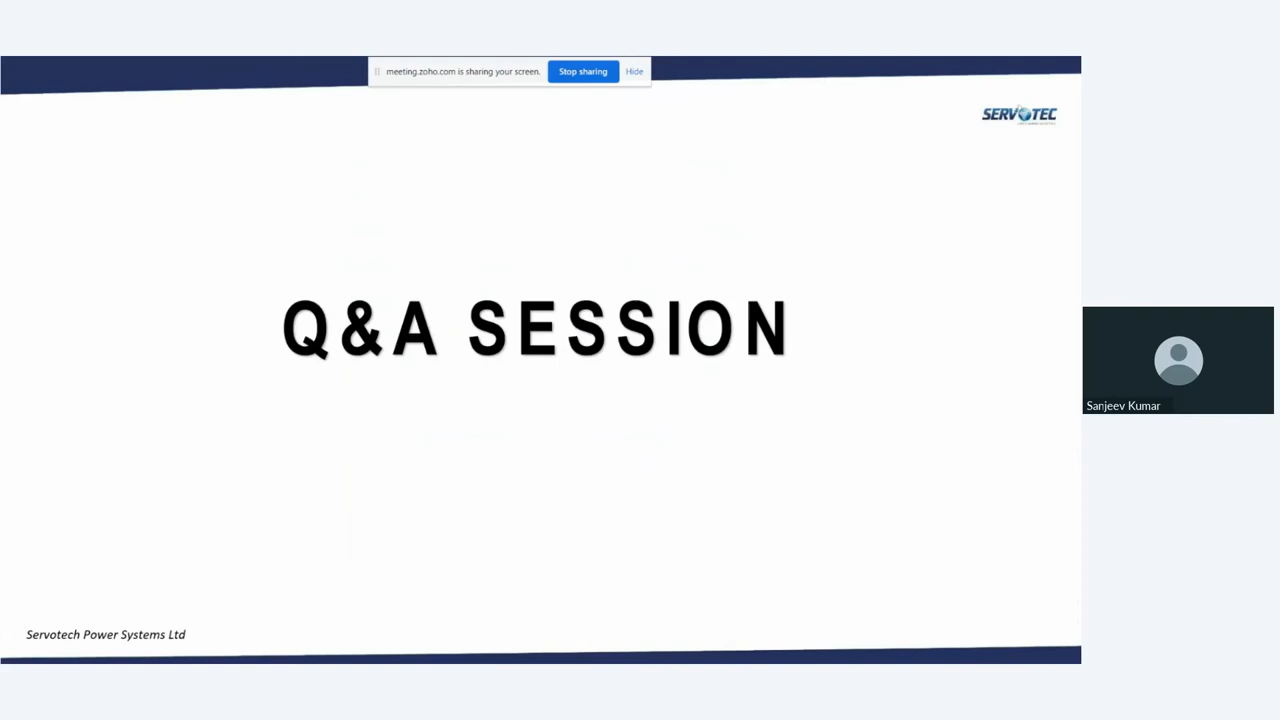 meeting.zoho.com is sharing your screen. Stop sharing Hide
SERVOTEC
Q&A SESSION
Sanjeev Kumar
Servotech Power Systems Ltd